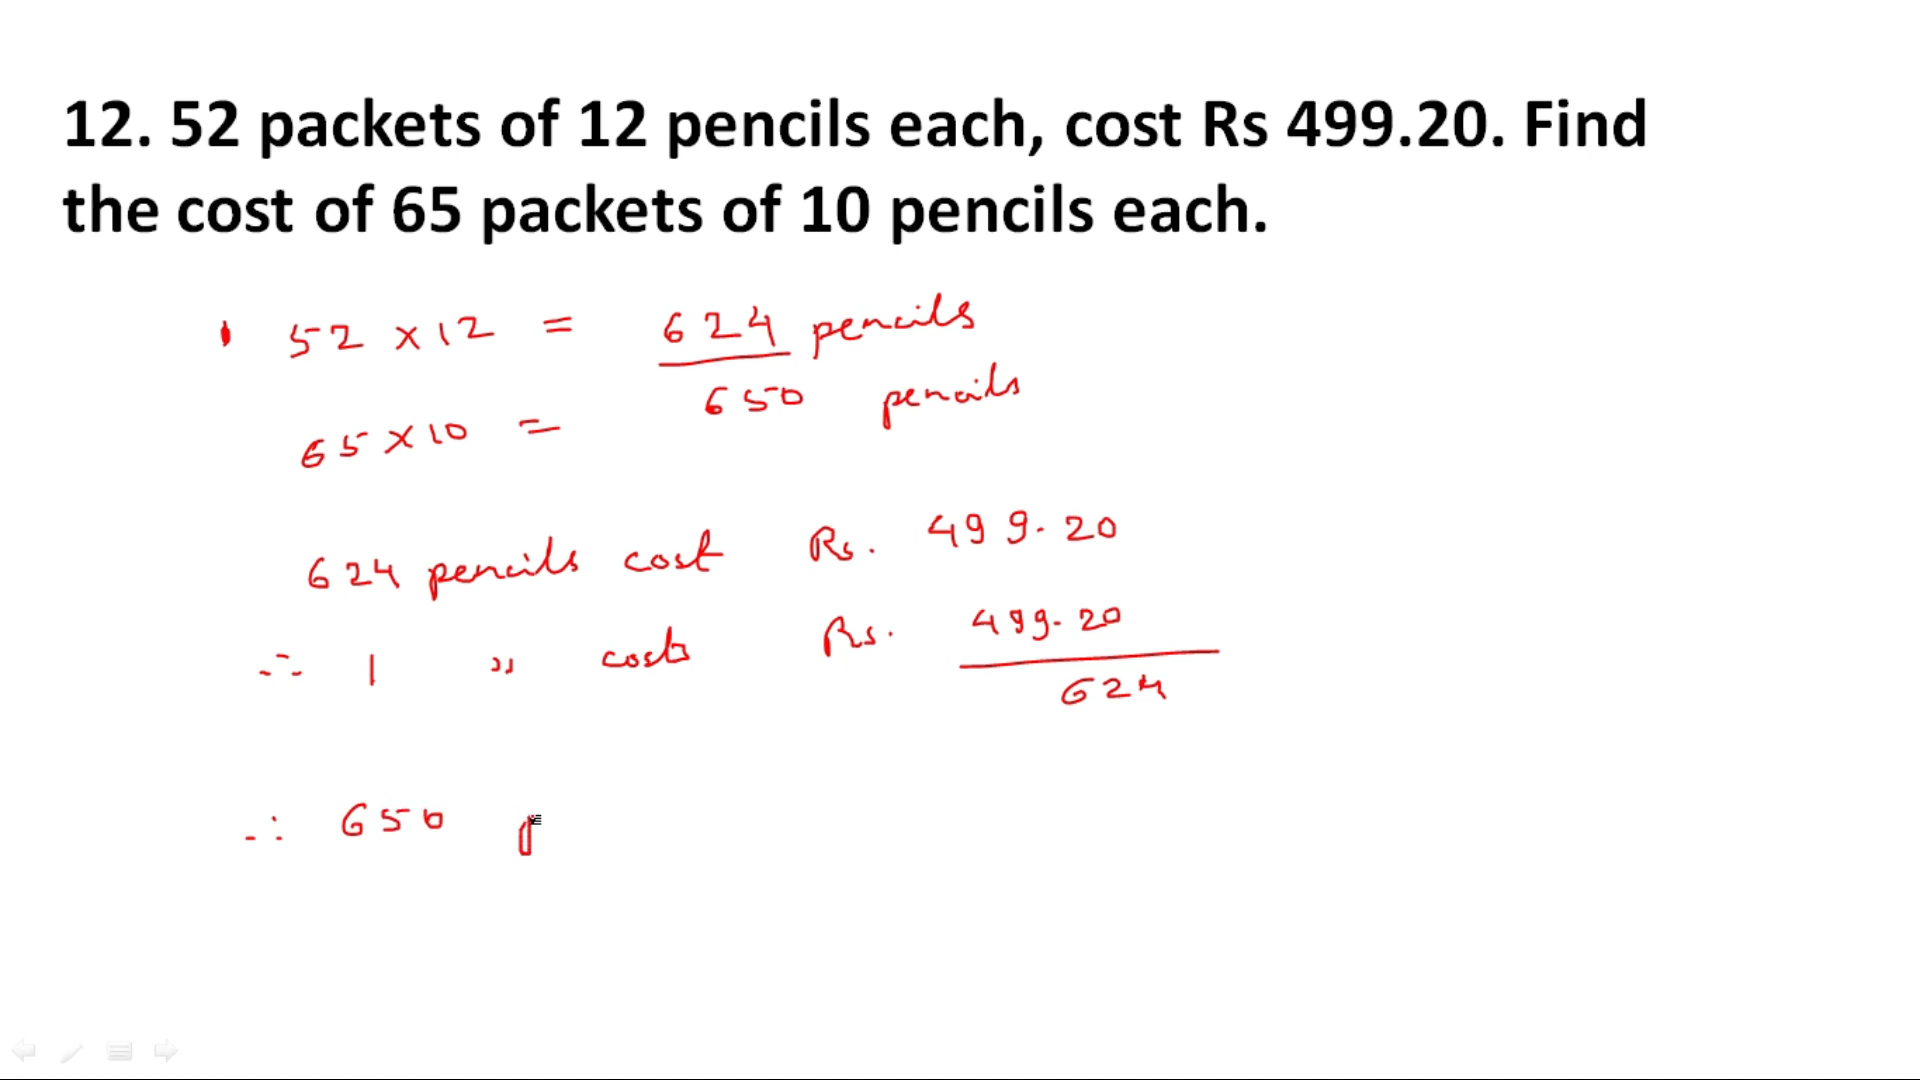 12. 52 packets of 12 pencils each, cost Rs 499.20. Find
the cost of 65 packets of 10 pencils each.
52 × 12 = 624 pencils
65 × 10 = 650 pencils
624 pencils cost Rs. 499.20
∴ 1 " costs Rs. 499.20
624
∴ 650 p